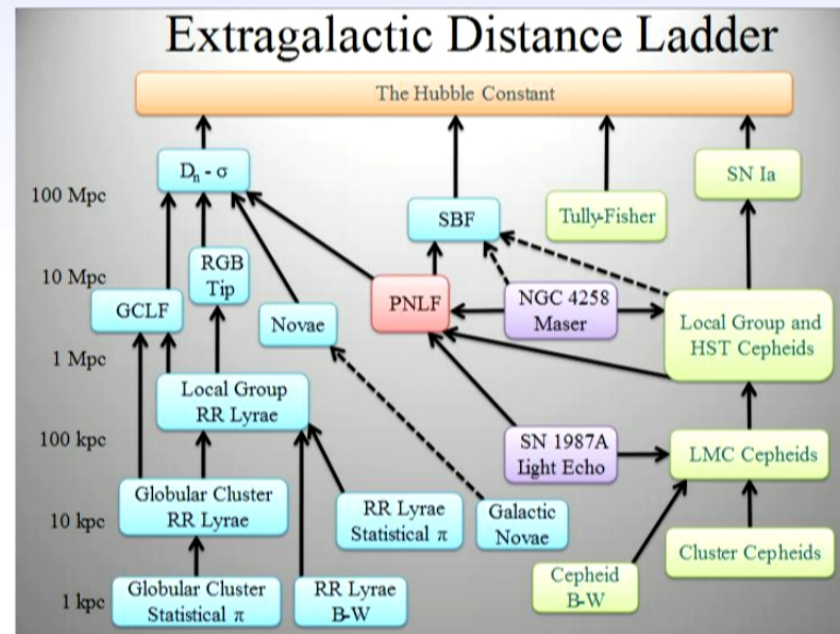 Extragalactic Distance Ladder
The Hubble Constant
Dn - σ
SN Ia
100 Mpc
SBF
Tully-Fisher
RGB
Tip
10 Mpc
GCLF
Novae
PNLF
NGC 4258
Maser
Local Group and
HST Cepheids
1 Mpc
Local Group
RR Lyrae
100 kpc
SN 1987A
Light Echo
LMC Cepheids
Globular Cluster
RR Lyrae
RR Lyrae
Statistical π
Galactic
Novae
10 kpc
Cluster Cepheids
Cepheid
B-W
1 kpc
Globular Cluster
Statistical π
RR Lyrae
B-W